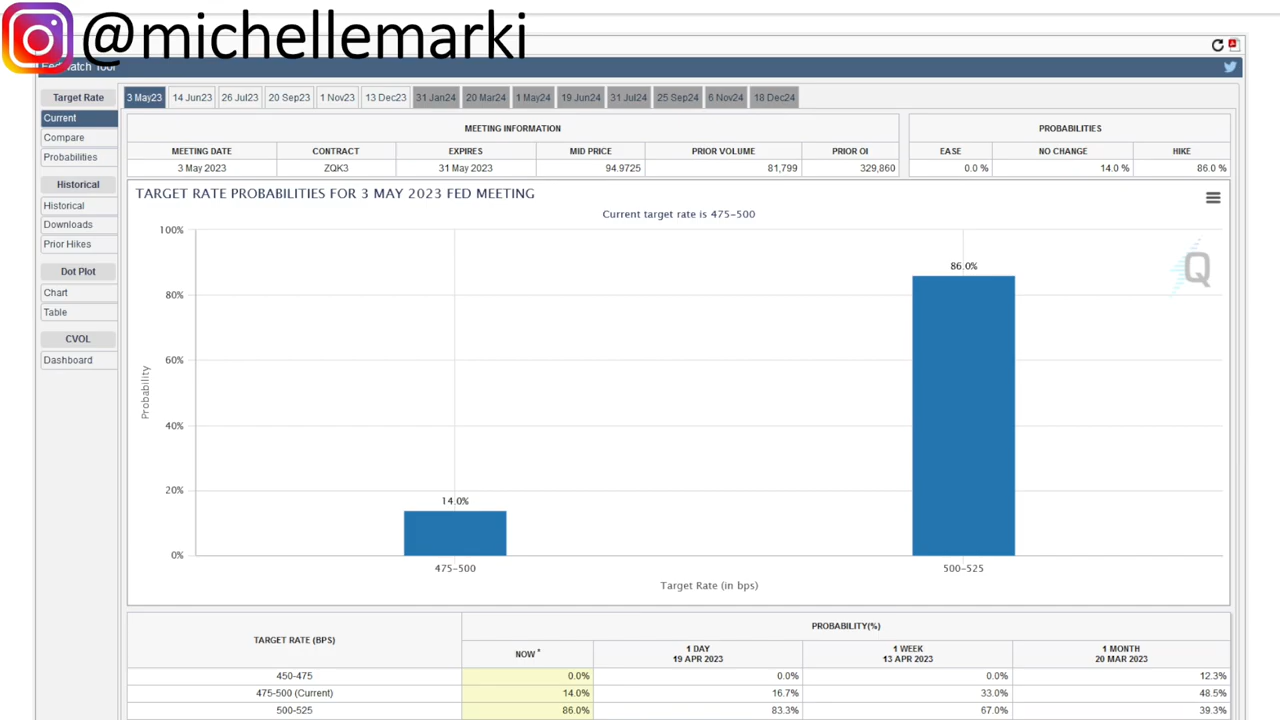 @michellemarki
FedWatch Tool
Target Rate
Current
Compare
Probabilities
Historical
Historical
Downloads
Prior Hikes
Dot Plot
Chart
Table
CVOL
Dashboard
3 May23 14 Jun23 26 Jul23 20 Sep23 1 Nov23 13 Dec23 31 Jan24 20 Mar24 1 May24 19 Jun24 31 Jul24 25 Sep24 6 Nov24 18 Dec24
MEETING INFORMATION
MEETING DATE CONTRACT EXPIRES MID PRICE PRIOR VOLUME PRIOR OI
3 May 2023 ZQK3 31 May 2023 94.9725 81,799 329,860
PROBABILITIES
EASE NO CHANGE HIKE
0.0 % 14.0 % 86.0 %
TARGET RATE PROBABILITIES FOR 3 MAY 2023 FED MEETING
Current target rate is 475-500
Q
Probability
100%
80%
60%
40%
20%
0%
14.0%
86.0%
475-500 500-525
Target Rate (in bps)
TARGET RATE (BPS) PROBABILITY(%)
NOW * 1 DAY 19 APR 2023 1 WEEK 13 APR 2023 1 MONTH 20 MAR 2023
450-475 0.0% 0.0% 0.0% 12.3%
475-500 (Current) 14.0% 16.7% 33.0% 48.5%
500-525 86.0% 83.3% 67.0% 39.3%